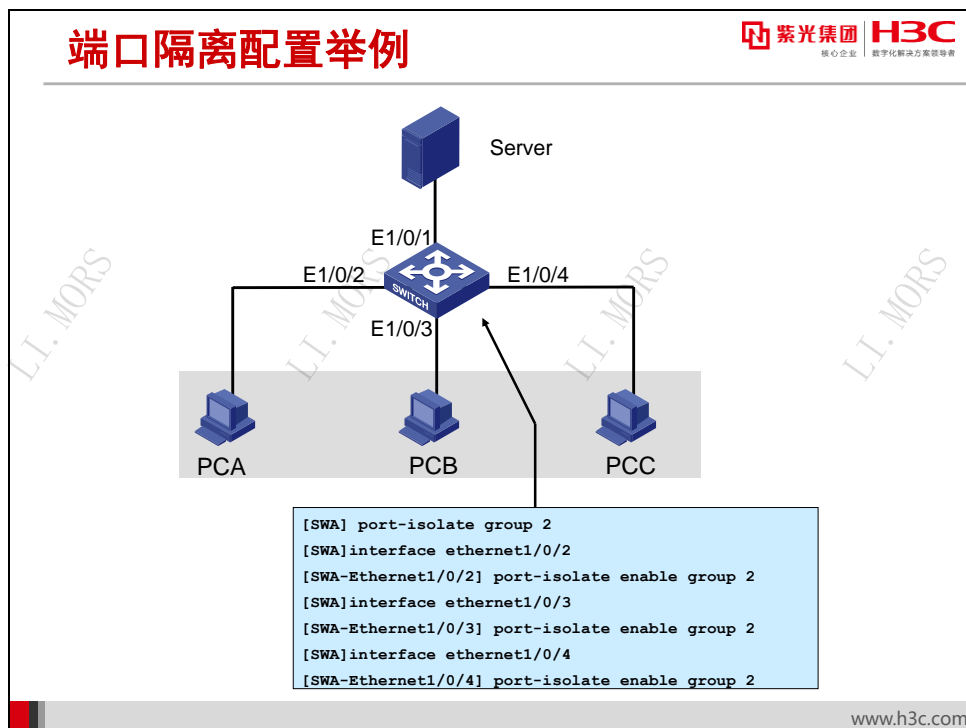 端口隔离配置举例
紫光集团 H3C
核心企业 数字化解决方案领导者
Server
E1/0/1
E1/0/2
E1/0/4
SWITCH
E1/0/3
LI. MORS
LI. MORS
LI. MORS
LI. MORS
PCA
PCB
PCC
[SWA] port-isolate group 2
[SWA]interface ethernet1/0/2
[SWA-Ethernet1/0/2] port-isolate enable group 2
[SWA]interface ethernet1/0/3
[SWA-Ethernet1/0/3] port-isolate enable group 2
[SWA]interface ethernet1/0/4
[SWA-Ethernet1/0/4] port-isolate enable group 2
www.h3c.com